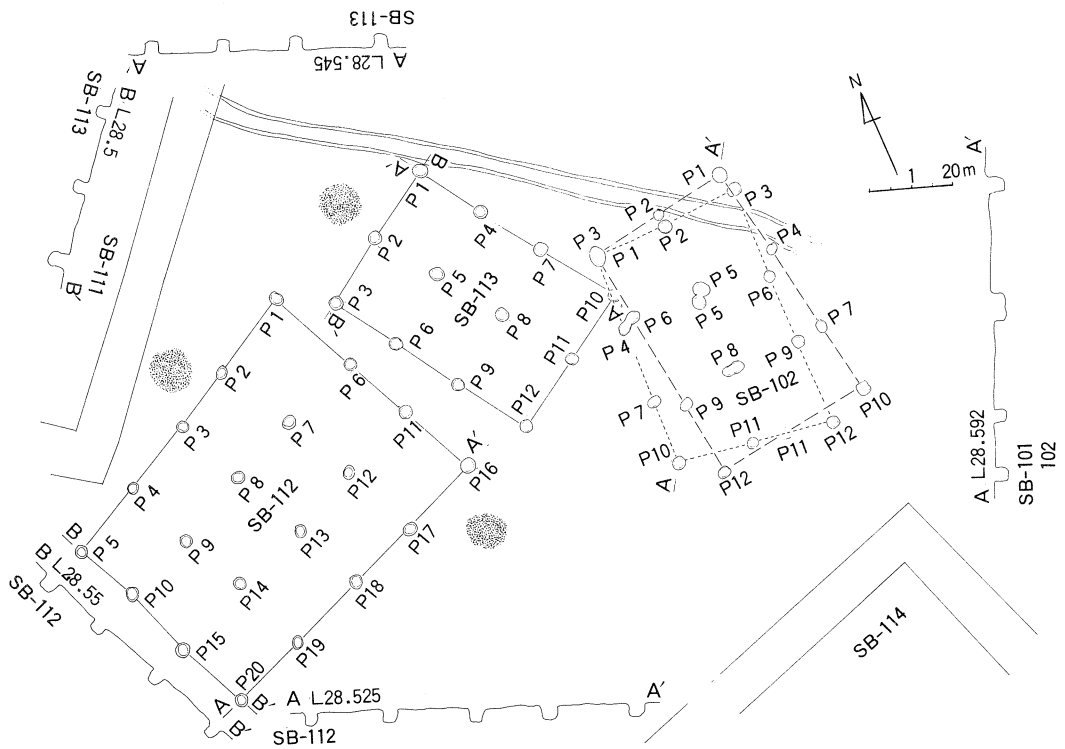 SB-113
A′ L28.545 A
SB-113
B L28.5 B′
SB-111
N
1 20m
A′
A L28.592
SB-101
102
A′ B
P1
P2
P3
B′
P4
P5
P6
P7
P8
P9
P10
P11
P12
SB-113
A′
P1
P3
P2
P2
P3
P1
P4
P5
P5
P6
A
P6
P4
P7
P8
P9
SB-102
P7
P9
P10
P11
P11
P12
P10
A
P12
P1
P2
P3
P4
B
P5
P6
P7
P8
P9
P10
P11
P12
P13
P14
P15
A′
P16
P17
P18
P19
P20
SB-112
A B′
B L28.55 B′
SB-112
A L28.525 A′
SB-112
SB-114